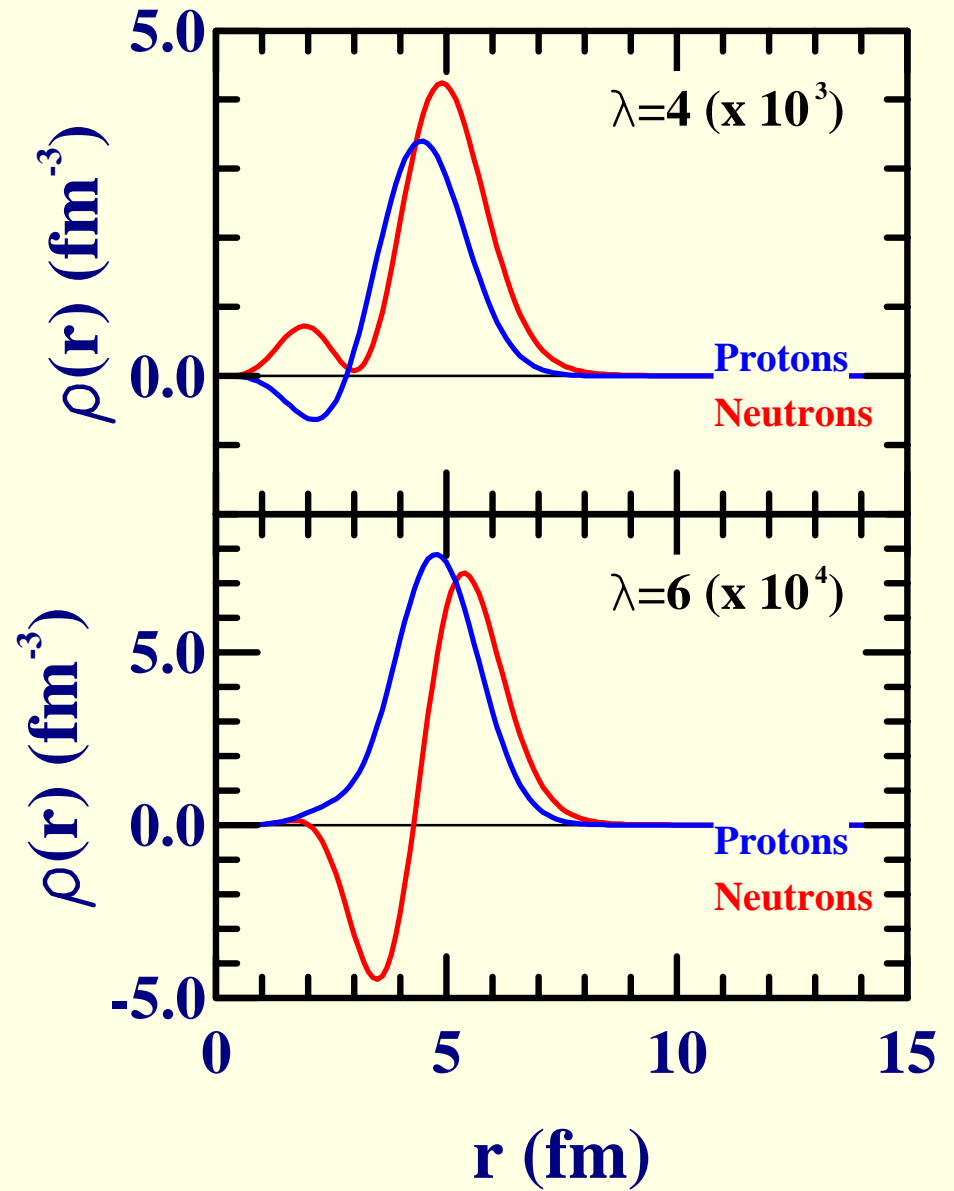 5.0
λ=4 (x 10³)
ρ(r) (fm⁻³)
0.0
Protons
Neutrons
λ=6 (x 10⁴)
ρ(r) (fm⁻³)
5.0
0.0
Protons
Neutrons
-5.0
0 5 10 15
r (fm)